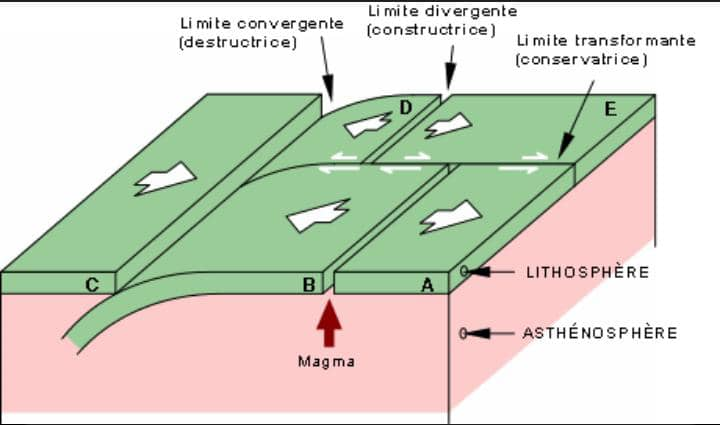 Limite convergente
(destructrice)
Limite divergente
(constructrice)
Limite transformante
(conservatrice)
D
E
C
B
A
LITHOSPHÈRE
ASTHÉNOSPHÈRE
Magma